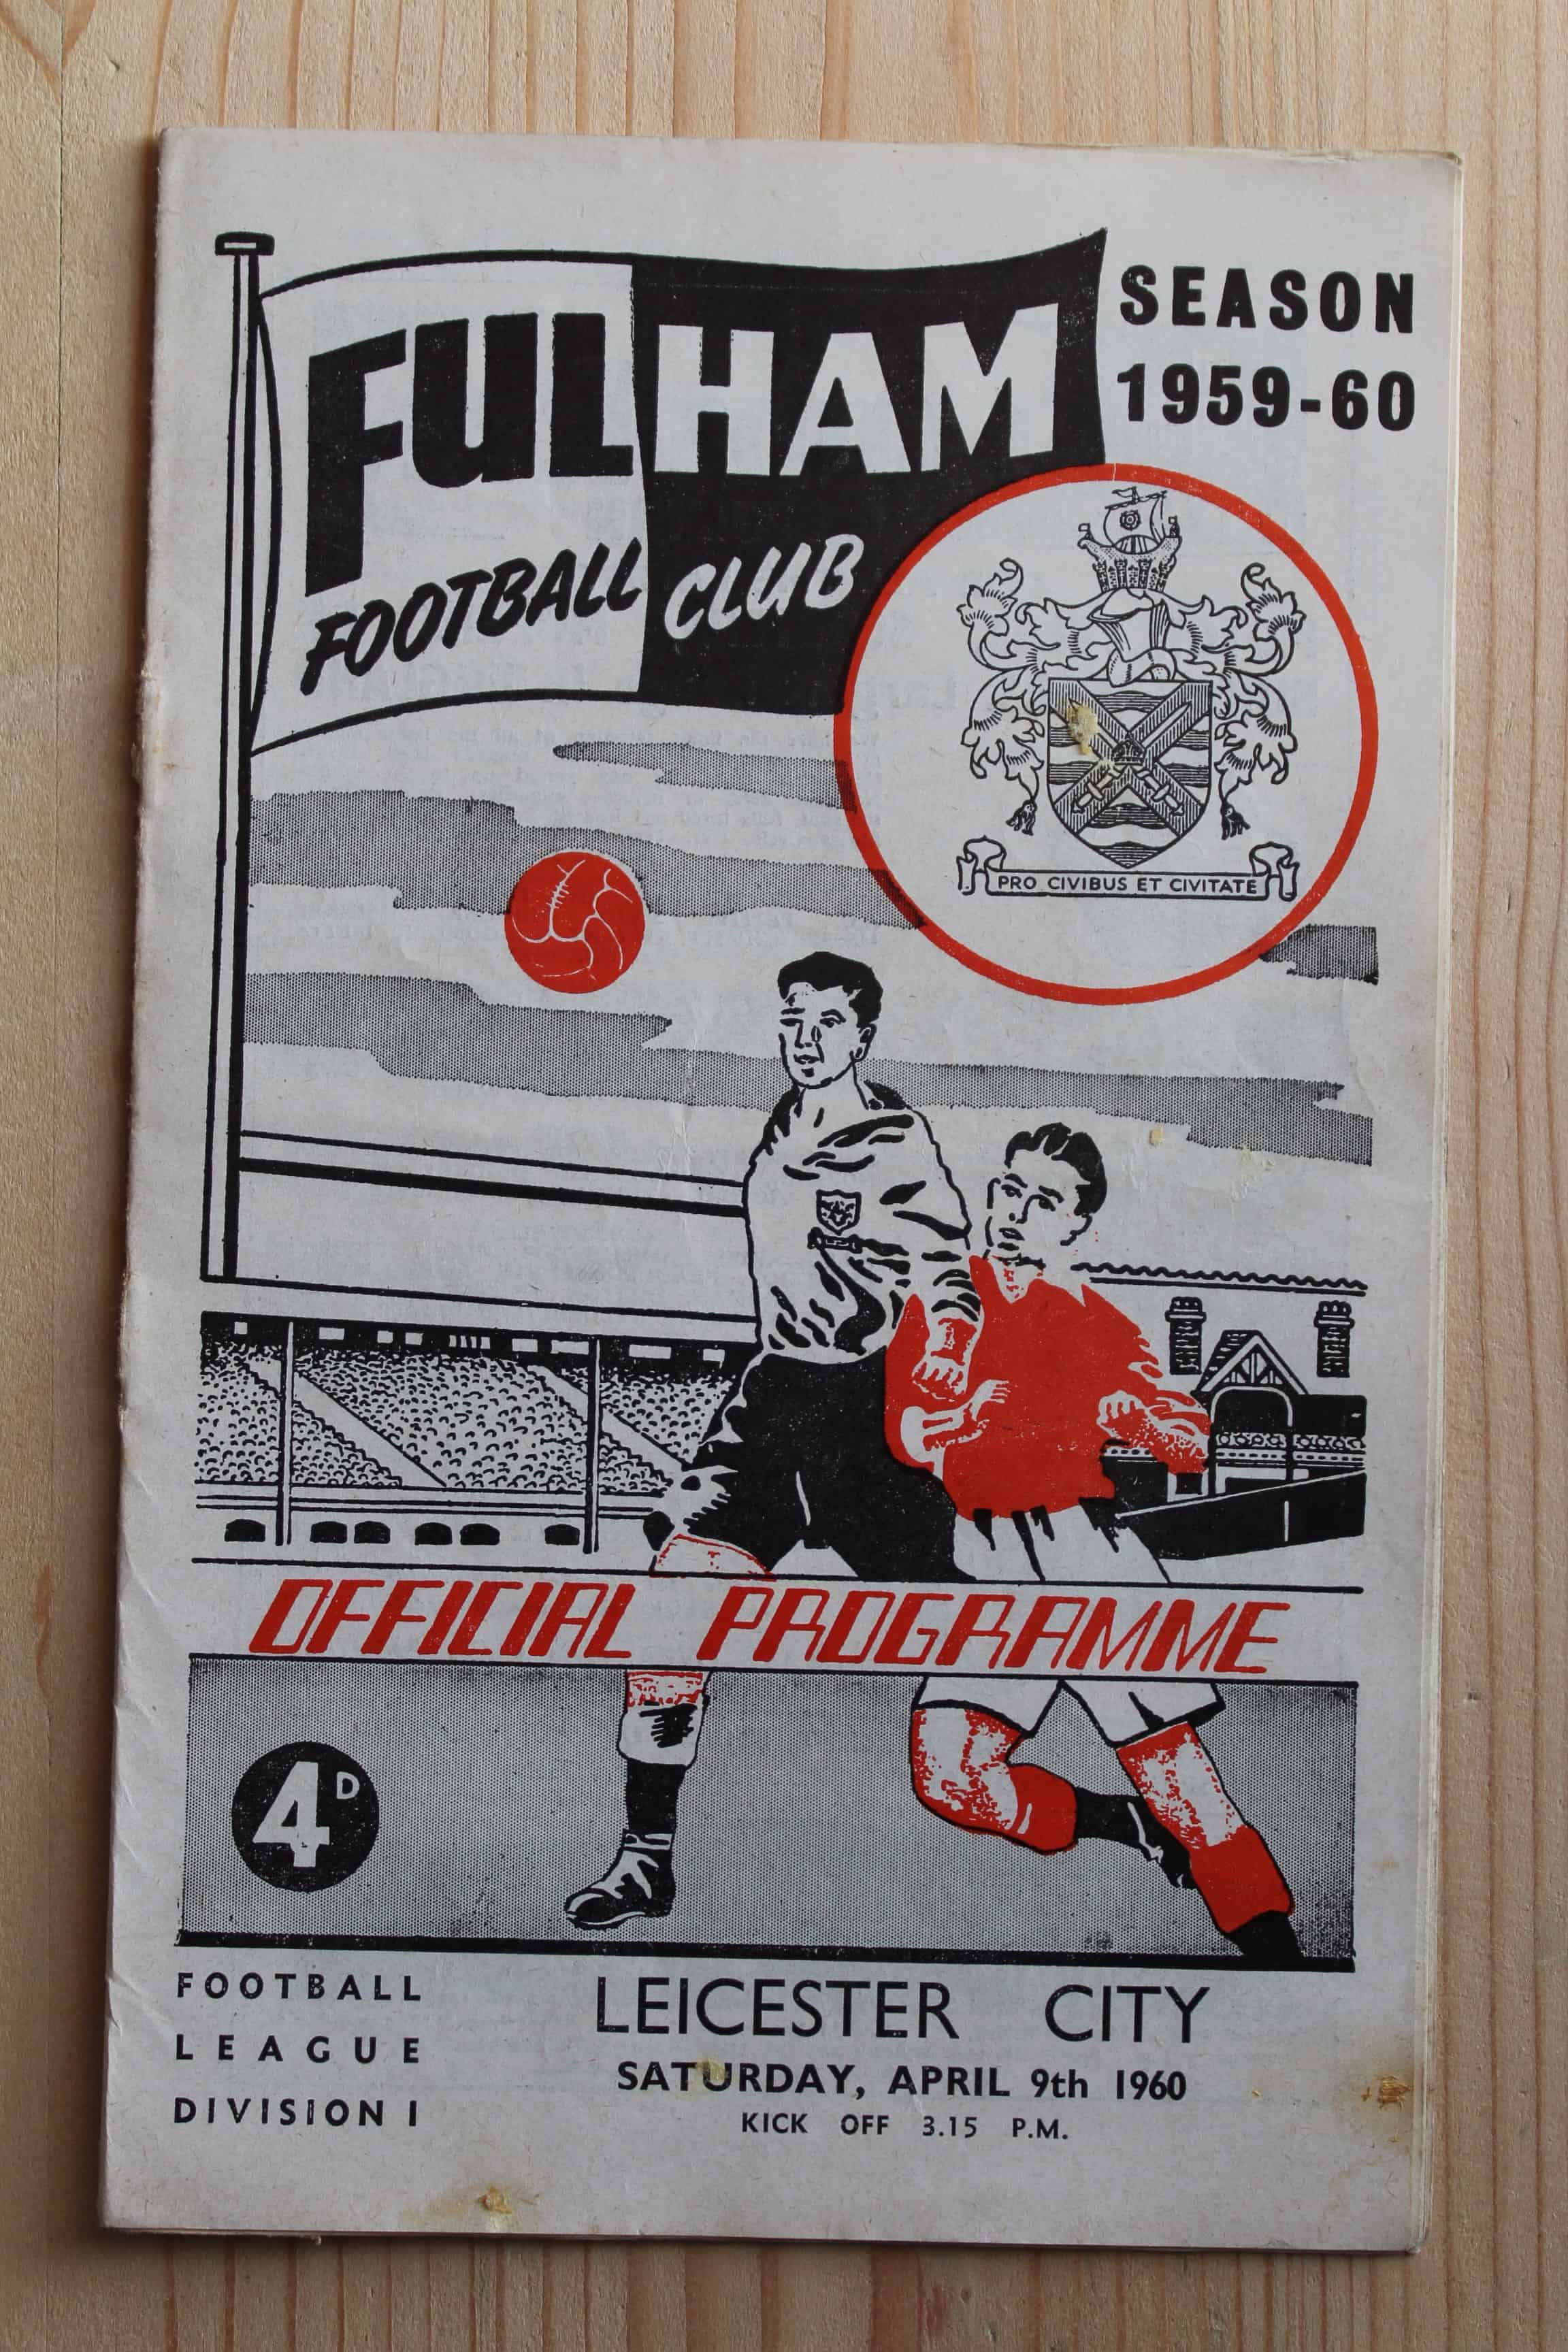 FULHAM
FOOTBALL CLUB
SEASON
1959-60
PRO CIVIBUS ET CIVITATE
OFFICIAL PROGRAMME
4D
FOOTBALL
LEAGUE
DIVISION I
LEICESTER CITY
SATURDAY, APRIL 9th 1960
KICK OFF 3.15 P.M.